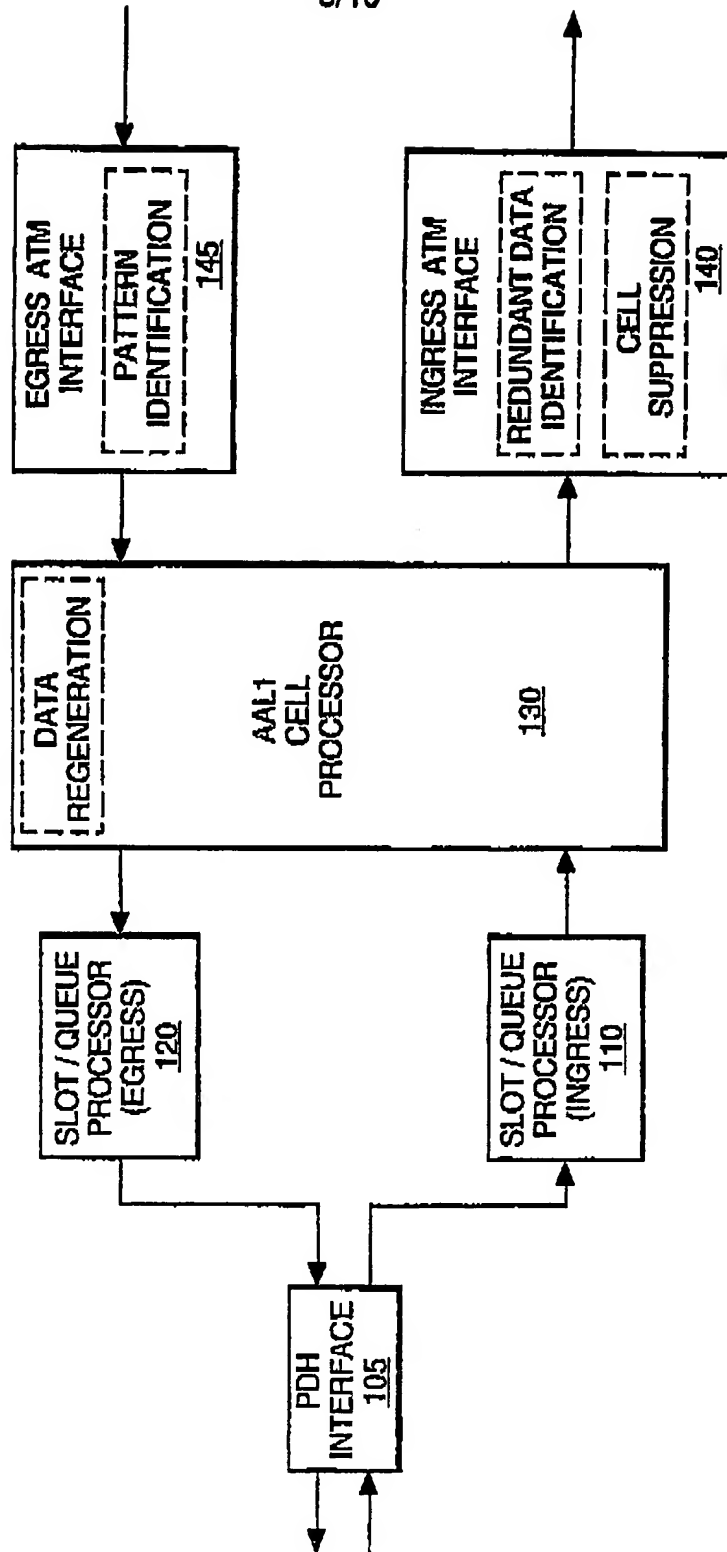 EGRESS ATM
INTERFACE
PATTERN
IDENTIFICATION
145
INGRESS ATM
INTERFACE
REDUNDANT DATA
IDENTIFICATION
CELL
SUPPRESSION
140
DATA
REGENERATION
AAL1
CELL
PROCESSOR
130
SLOT / QUEUE
PROCESSOR
(EGRESS)
120
SLOT / QUEUE
PROCESSOR
(INGRESS)
110
PDH
INTERFACE
105